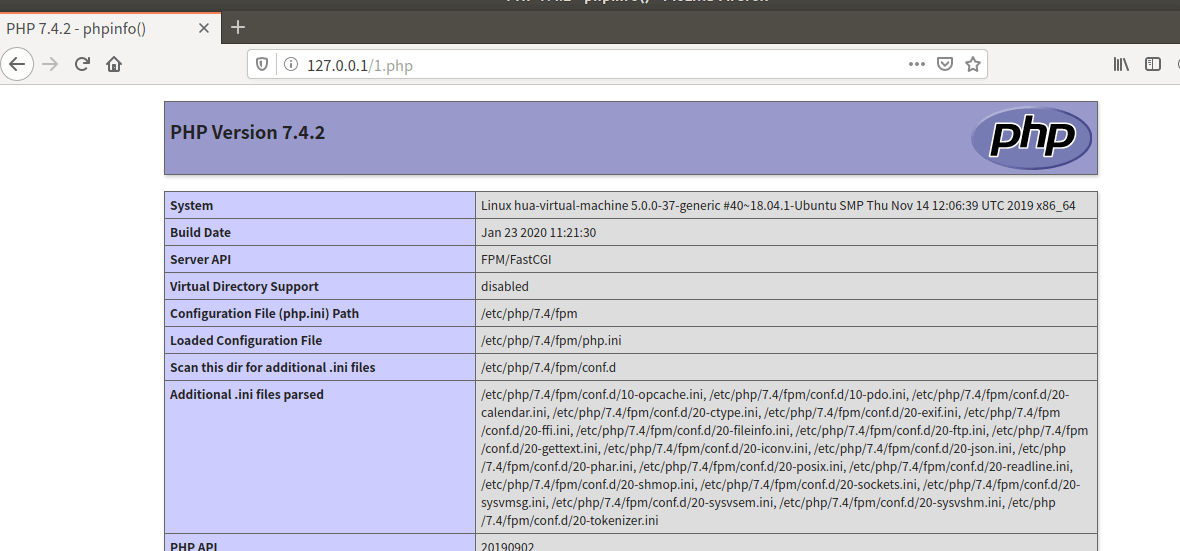 PHP 7.4.2 - phpinfo()
127.0.0.1/1.php
PHP Version 7.4.2
php
System Linux hua-virtual-machine 5.0.0-37-generic #40~18.04.1-Ubuntu SMP Thu Nov 14 12:06:39 UTC 2019 x86_64
Build Date Jan 23 2020 11:21:30
Server API FPM/FastCGI
Virtual Directory Support disabled
Configuration File (php.ini) Path /etc/php/7.4/fpm
Loaded Configuration File /etc/php/7.4/fpm/php.ini
Scan this dir for additional .ini files /etc/php/7.4/fpm/conf.d
Additional .ini files parsed /etc/php/7.4/fpm/conf.d/10-opcache.ini, /etc/php/7.4/fpm/conf.d/10-pdo.ini, /etc/php/7.4/fpm/conf.d/20-
calendar.ini, /etc/php/7.4/fpm/conf.d/20-ctype.ini, /etc/php/7.4/fpm/conf.d/20-exif.ini, /etc/php/7.4/fpm
/conf.d/20-ffi.ini, /etc/php/7.4/fpm/conf.d/20-fileinfo.ini, /etc/php/7.4/fpm/conf.d/20-ftp.ini, /etc/php/7.4/fpm
/conf.d/20-gettext.ini, /etc/php/7.4/fpm/conf.d/20-iconv.ini, /etc/php/7.4/fpm/conf.d/20-json.ini, /etc/php
/7.4/fpm/conf.d/20-phar.ini, /etc/php/7.4/fpm/conf.d/20-posix.ini, /etc/php/7.4/fpm/conf.d/20-readline.ini,
/etc/php/7.4/fpm/conf.d/20-shmop.ini, /etc/php/7.4/fpm/conf.d/20-sockets.ini, /etc/php/7.4/fpm/conf.d/20-
sysvmsg.ini, /etc/php/7.4/fpm/conf.d/20-sysvsem.ini, /etc/php/7.4/fpm/conf.d/20-sysvshm.ini, /etc/php
/7.4/fpm/conf.d/20-tokenizer.ini
PHP API 20190902